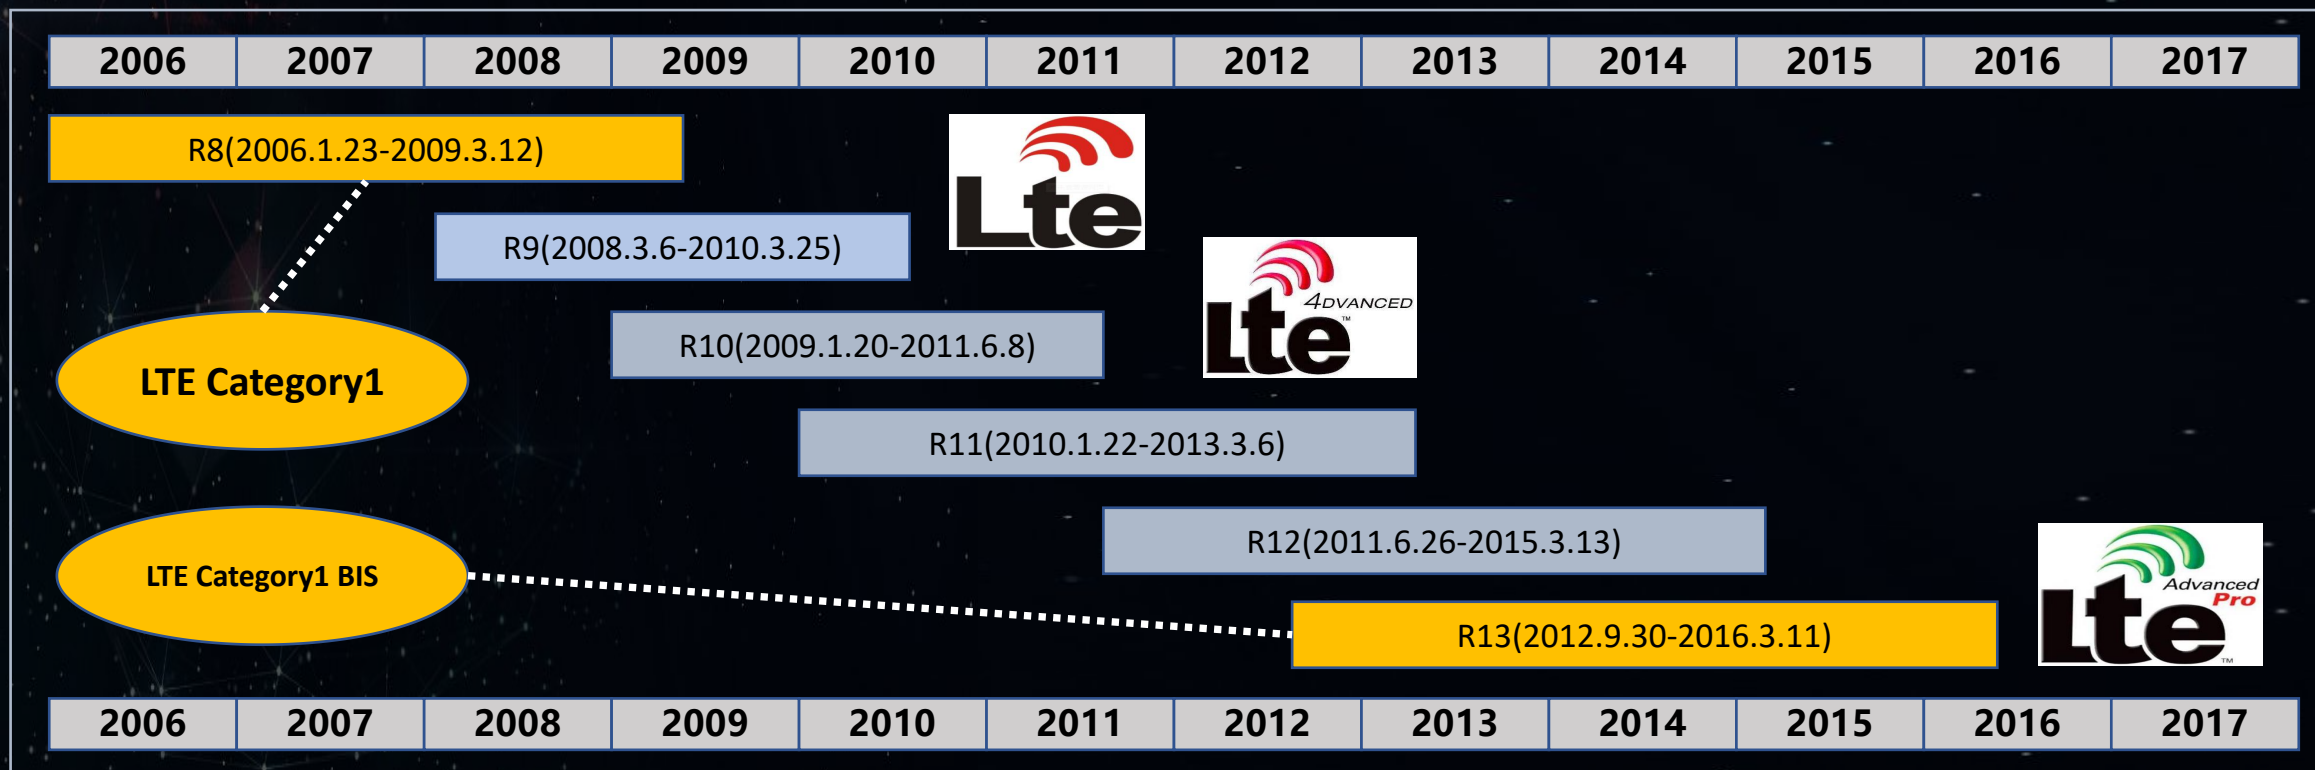 2006 2007 2008 2009 2010 2011 2012 2013 2014 2015 2016 2017
R8(2006.1.23-2009.3.12)
Lte
R9(2008.3.6-2010.3.25)
4DVANCED
Lte™
R10(2009.1.20-2011.6.8)
LTE Category1
R11(2010.1.22-2013.3.6)
R12(2011.6.26-2015.3.13)
LTE Category1 BIS
Advanced
Pro
Lte™
R13(2012.9.30-2016.3.11)
2006 2007 2008 2009 2010 2011 2012 2013 2014 2015 2016 2017